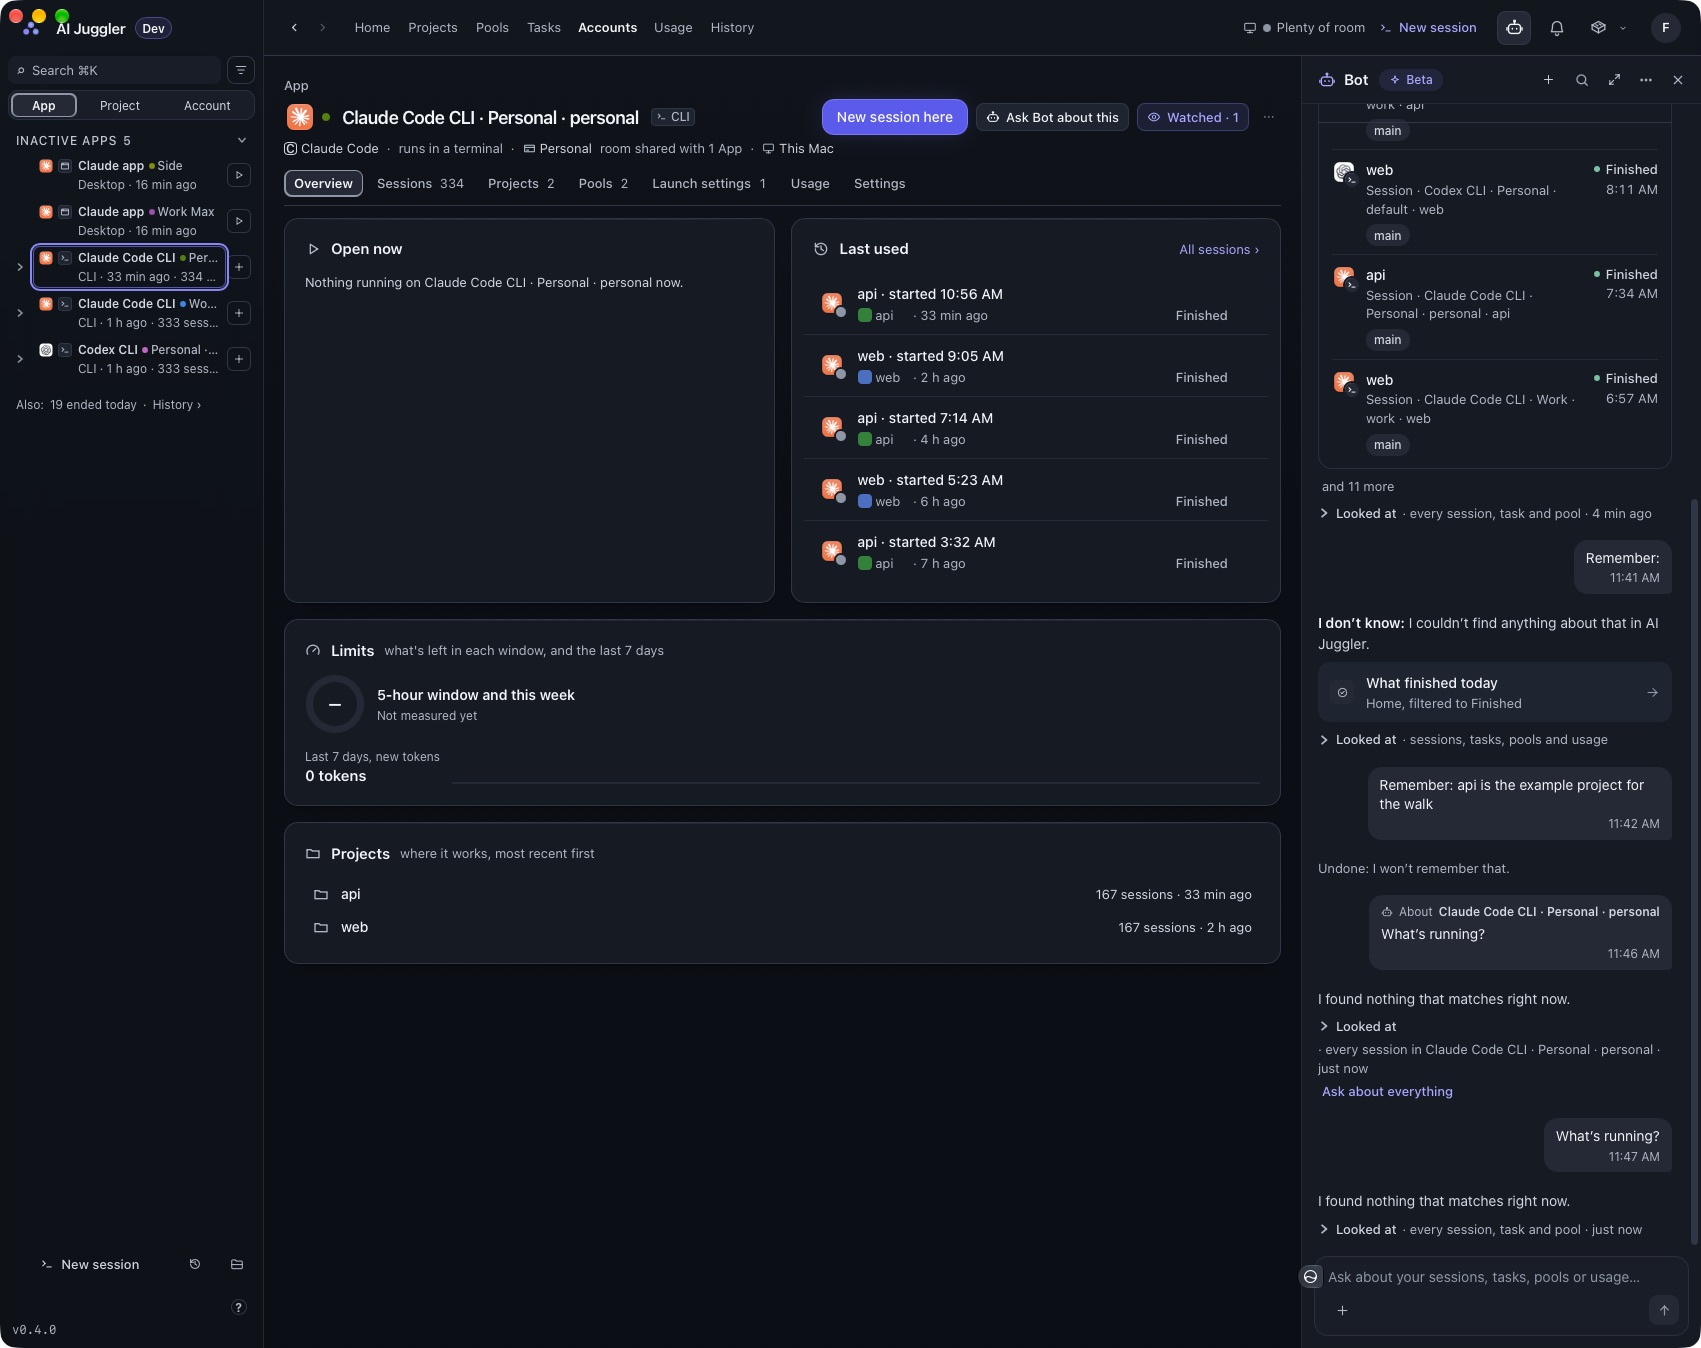 AI Juggler Dev
Search ⌘K
App Project Account
INACTIVE APPS 5
Claude app Side
Desktop · 16 min ago
Claude app Work Max
Desktop · 16 min ago
Claude Code CLI Per...
CLI · 33 min ago · 334 ...
Claude Code CLI Wo...
CLI · 1 h ago · 333 sess...
Codex CLI Personal ·...
CLI · 1 h ago · 333 sess...
Also: 19 ended today · History ›
New session
?
v0.4.0
Home Projects Pools Tasks Accounts Usage History
Plenty of room New session F
App
Claude Code CLI · Personal · personal CLI
New session here Ask Bot about this Watched · 1 ...
Claude Code · runs in a terminal · Personal room shared with 1 App · This Mac
Overview Sessions 334 Projects 2 Pools 2 Launch settings 1 Usage Settings
Open now
Nothing running on Claude Code CLI · Personal · personal now.
Last used All sessions ›
api · started 10:56 AM
api · 33 min ago Finished
web · started 9:05 AM
web · 2 h ago Finished
api · started 7:14 AM
api · 4 h ago Finished
web · started 5:23 AM
web · 6 h ago Finished
api · started 3:32 AM
api · 7 h ago Finished
Limits what's left in each window, and the last 7 days
5-hour window and this week
Not measured yet
Last 7 days, new tokens
0 tokens
Projects where it works, most recent first
api 167 sessions · 33 min ago
web 167 sessions · 2 h ago
Bot Beta
work · api
main
web Finished
Session · Codex CLI · Personal · 8:11 AM
default · web
main
api Finished
Session · Claude Code CLI · 7:34 AM
Personal · personal · api
main
web Finished
Session · Claude Code CLI · Work · 6:57 AM
work · web
main
and 11 more
Looked at · every session, task and pool · 4 min ago
Remember:
11:41 AM
I don’t know: I couldn’t find anything about that in AI
Juggler.
What finished today
Home, filtered to Finished
Looked at · sessions, tasks, pools and usage
Remember: api is the example project for
the walk
11:42 AM
Undone: I won’t remember that.
About Claude Code CLI · Personal · personal
What’s running?
11:46 AM
I found nothing that matches right now.
Looked at
· every session in Claude Code CLI · Personal · personal ·
just now
Ask about everything
What’s running?
11:47 AM
I found nothing that matches right now.
Looked at · every session, task and pool · just now
Ask about your sessions, tasks, pools or usage...